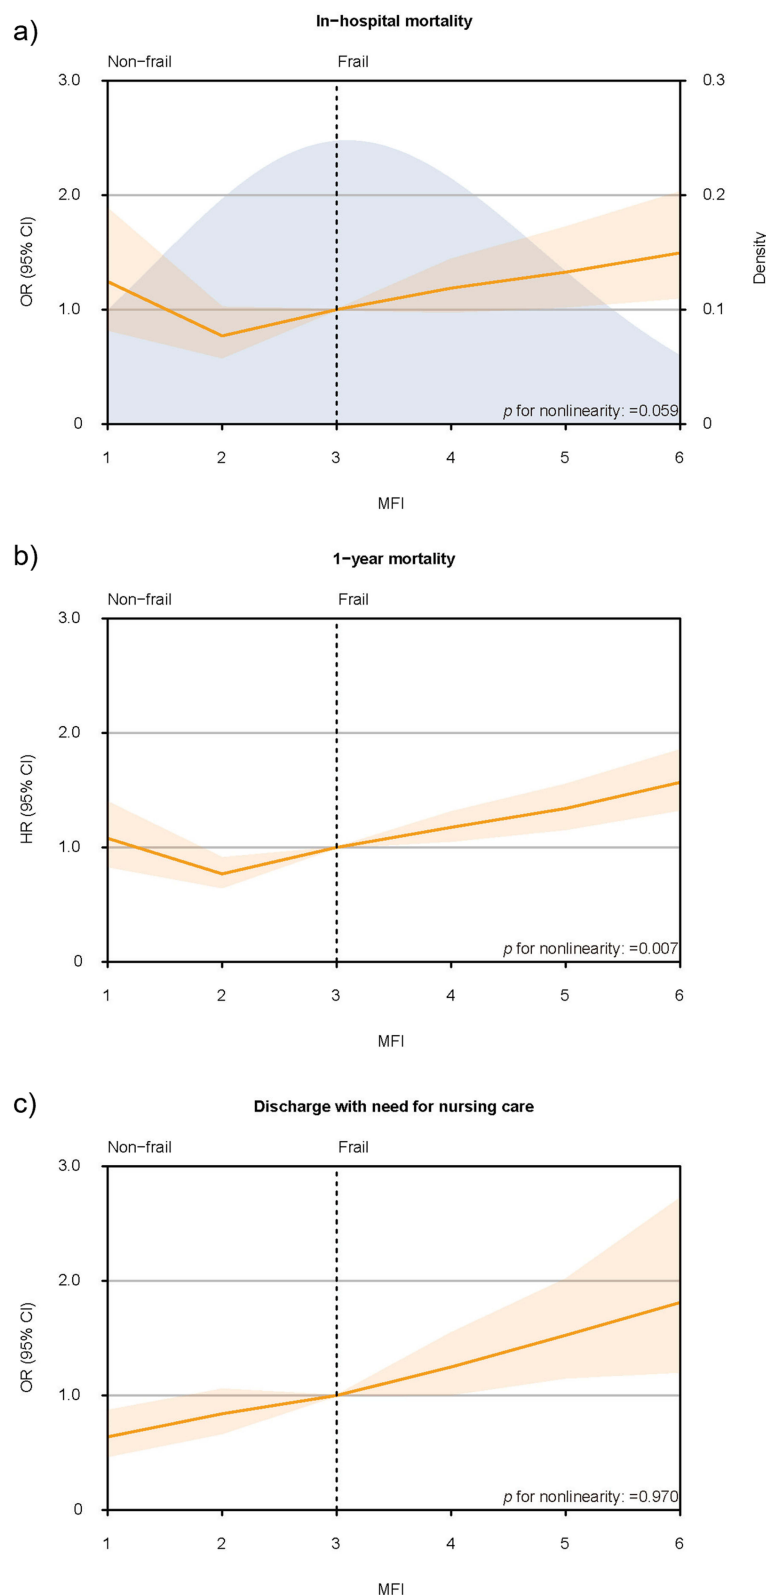 a)
In−hospital mortality
Non−frail
Frail
3.0
2.0
1.0
0
OR (95% CI)
0.3
0.2
0.1
0
Density
p for nonlinearity: =0.059
1 2 3 4 5 6
MFI
b)
1−year mortality
Non−frail
Frail
3.0
2.0
1.0
0
HR (95% CI)
p for nonlinearity: =0.007
1 2 3 4 5 6
MFI
c)
Discharge with need for nursing care
Non−frail
Frail
3.0
2.0
1.0
0
OR (95% CI)
p for nonlinearity: =0.970
1 2 3 4 5 6
MFI